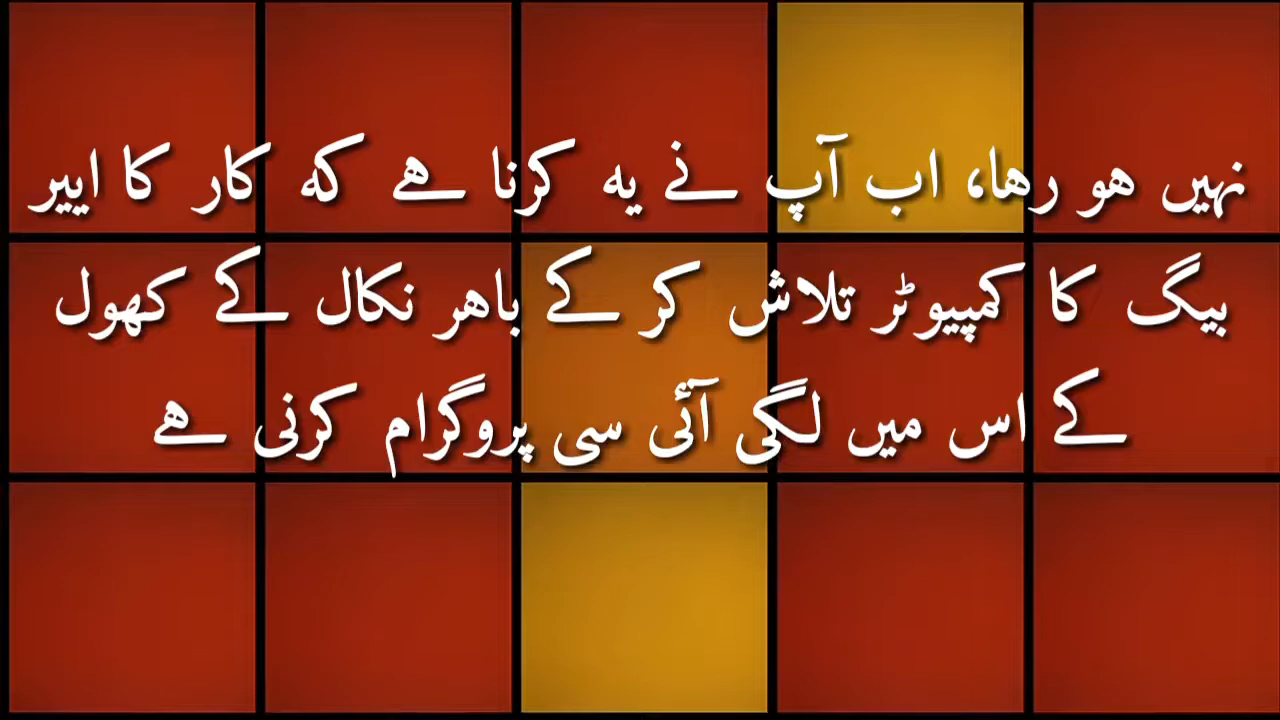 نہیں ہو رہا، اب آپ نے یہ کرنا ہے کہ کار کا ایپر
بیگ کا کمپیوٹر تلاش کر کے باہر نکال کے کھول
کے اس میں لگی آئی سی پروگرام کرنی ہے